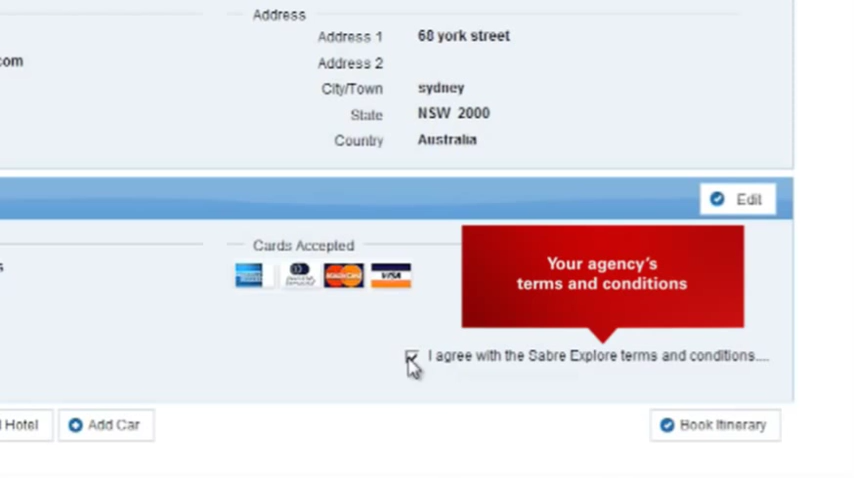 Address
Address 1 68 york street
com
Address 2
City/Town sydney
State NSW 2000
Country Australia
Edit
Cards Accepted
s
Your agency's
terms and conditions
VISA
I agree with the Sabre Explore terms and conditions....
Hotel
Add Car
Book Itinerary